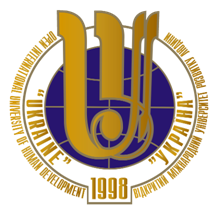 OPEN INTERNATIONAL UNIVERSITY OF HUMAN DEVELOPMENT
"UKRAINE"
ВІДКРИТИЙ МІЖНАРОДНИЙ УНІВЕРСИТЕТ РОЗВИТКУ ЛЮДИНИ
"УКРАЇНА"
1998